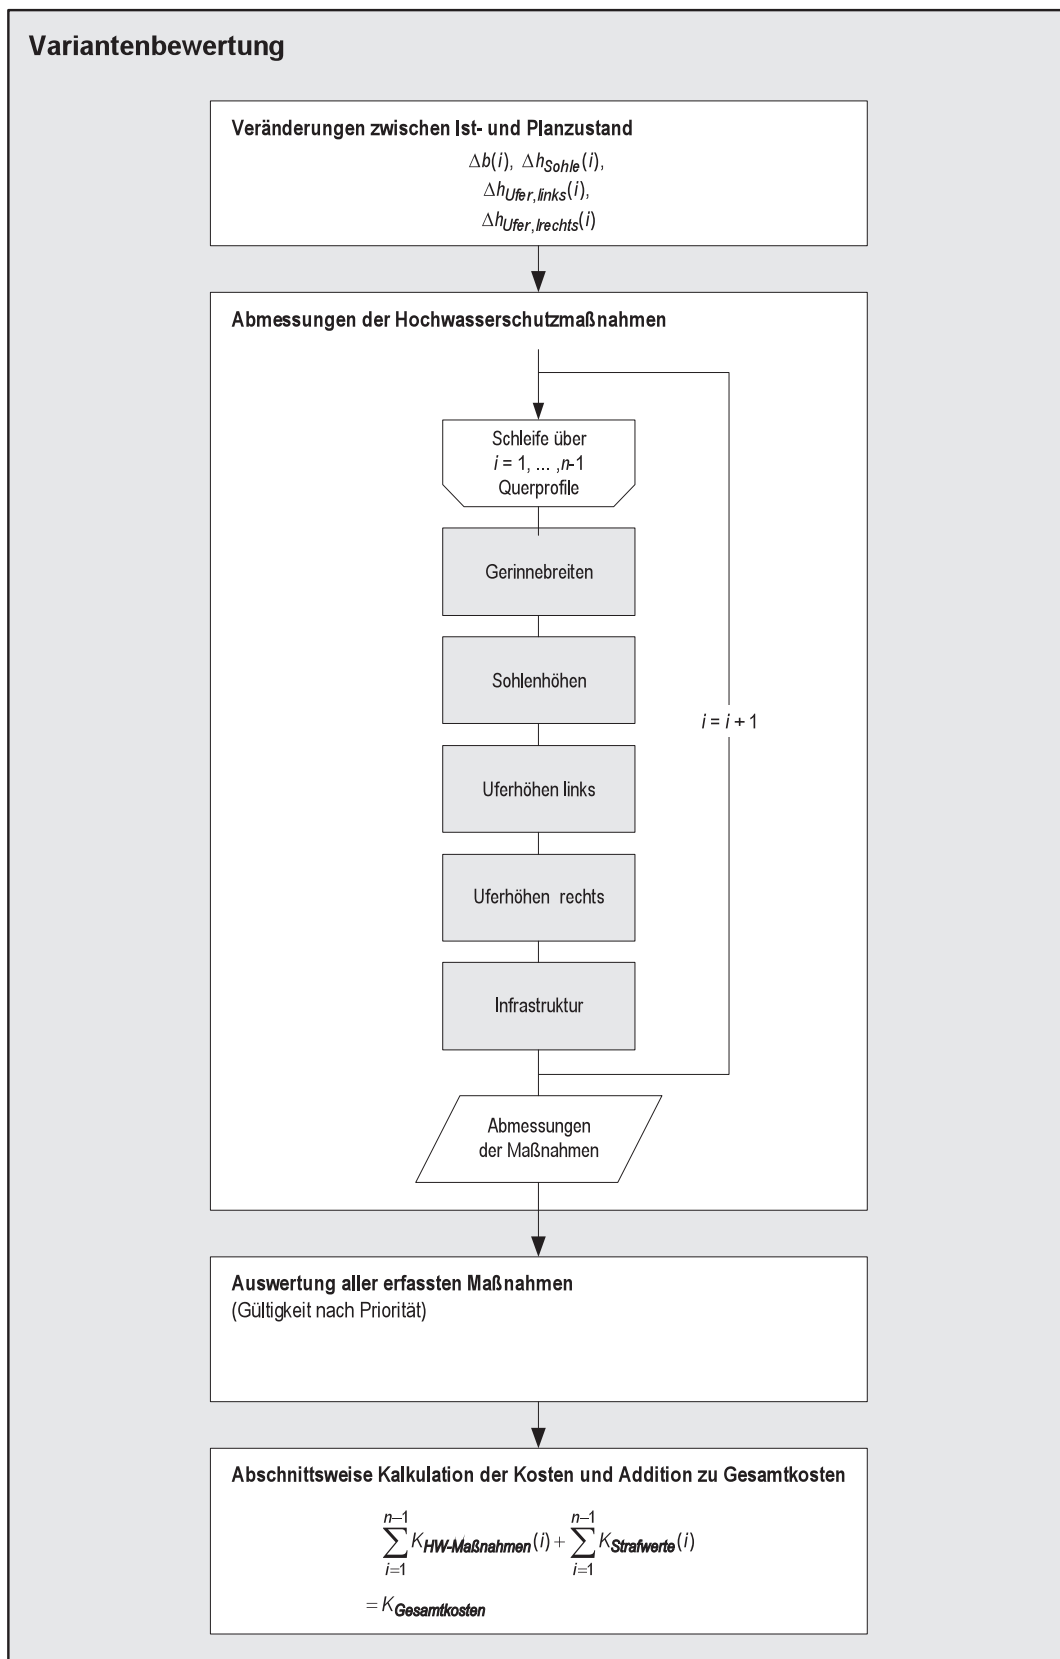 Variantenbewertung
Veränderungen zwischen Ist- und Planzustand
Δb(i), Δh_Sohle(i),
Δh_Ufer,links(i),
Δh_Ufer,lrechts(i)
Abmessungen der Hochwasserschutzmaßnahmen
Schleife über
i = 1, ... ,n-1
Querprofile
Gerinnebreiten
Sohlenhöhen
i = i + 1
Uferhöhen links
Uferhöhen rechts
Infrastruktur
Abmessungen
der Maßnahmen
Auswertung aller erfassten Maßnahmen
(Gültigkeit nach Priorität)
Abschnittsweise Kalkulation der Kosten und Addition zu Gesamtkosten
∑_{i=1}^{n–1} K_HW-Maßnahmen(i) + ∑_{i=1}^{n–1} K_Strafwerte(i)
= K_Gesamtkosten